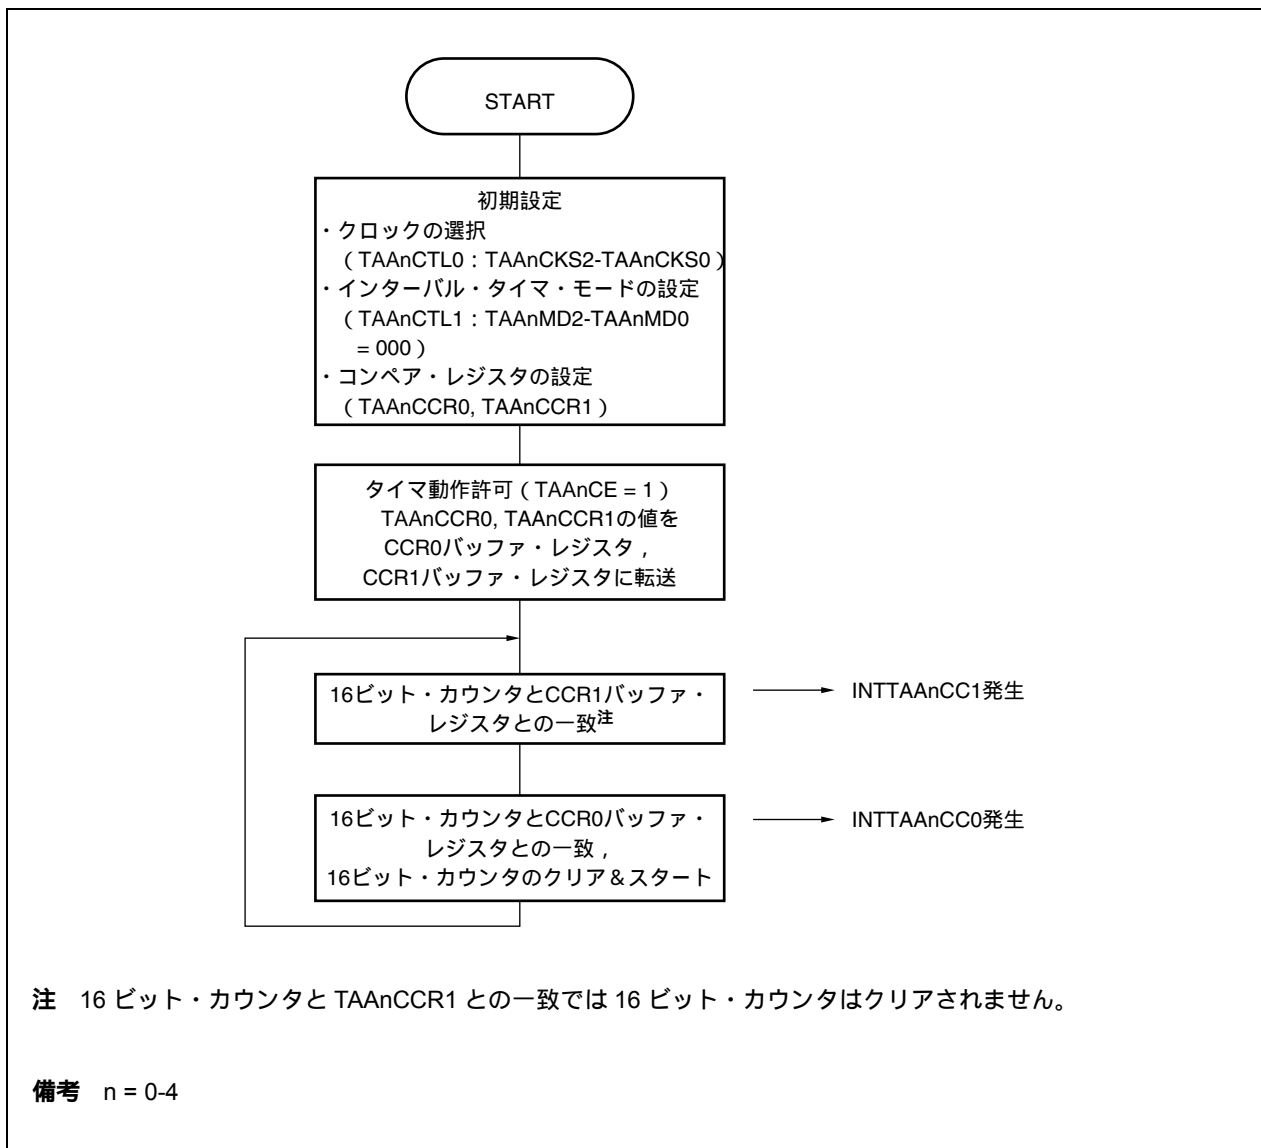 START
初期設定
・クロックの選択
（TAAnCTL0：TAAnCKS2-TAAnCKS0）
・インターバル・タイマ・モードの設定
（TAAnCTL1：TAAnMD2-TAAnMD0
= 000）
・コンペア・レジスタの設定
（TAAnCCR0, TAAnCCR1）
タイマ動作許可（TAAnCE = 1）
TAAnCCR0, TAAnCCR1の値を
CCR0バッファ・レジスタ，
CCR1バッファ・レジスタに転送
16ビット・カウンタとCCR1バッファ・
レジスタとの一致注
INTTAAnCC1発生
16ビット・カウンタとCCR0バッファ・
レジスタとの一致，
16ビット・カウンタのクリア＆スタート
INTTAAnCC0発生
注 16 ビット・カウンタと TAAnCCR1 との一致では 16 ビット・カウンタはクリアされません。
備考 n = 0-4